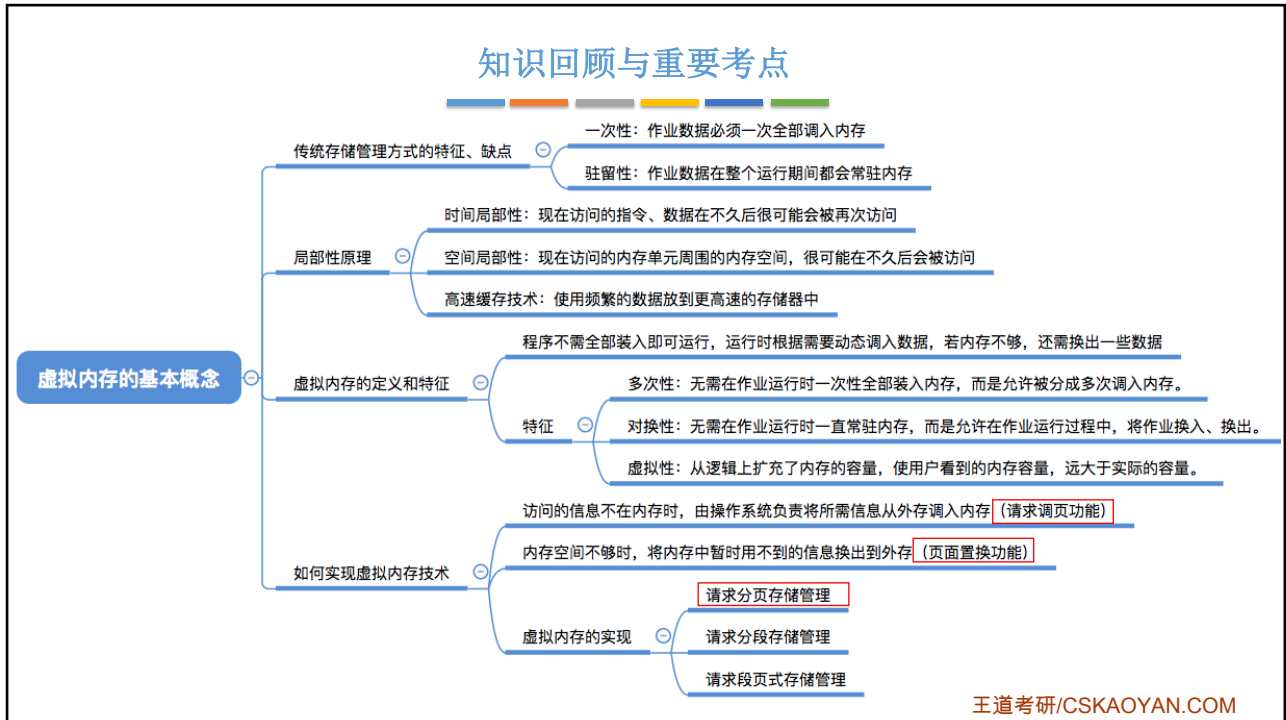 知识回顾与重要考点
虚拟内存的基本概念
传统存储管理方式的特征、缺点
一次性：作业数据必须一次全部调入内存
驻留性：作业数据在整个运行期间都会常驻内存
局部性原理
时间局部性：现在访问的指令、数据在不久后很可能会被再次访问
空间局部性：现在访问的内存单元周围的内存空间，很可能在不久后会被访问
高速缓存技术：使用频繁的数据放到更高速的存储器中
虚拟内存的定义和特征
程序不需全部装入即可运行，运行时根据需要动态调入数据，若内存不够，还需换出一些数据
特征
多次性：无需在作业运行时一次性全部装入内存，而是允许被分成多次调入内存。
对换性：无需在作业运行时一直常驻内存，而是允许在作业运行过程中，将作业换入、换出。
虚拟性：从逻辑上扩充了内存的容量，使用户看到的内存容量，远大于实际的容量。
如何实现虚拟内存技术
访问的信息不在内存时，由操作系统负责将所需信息从外存调入内存（请求调页功能）
内存空间不够时，将内存中暂时用不到的信息换出到外存（页面置换功能）
虚拟内存的实现
请求分页存储管理
请求分段存储管理
请求段页式存储管理
王道考研/CSKAOYAN.COM